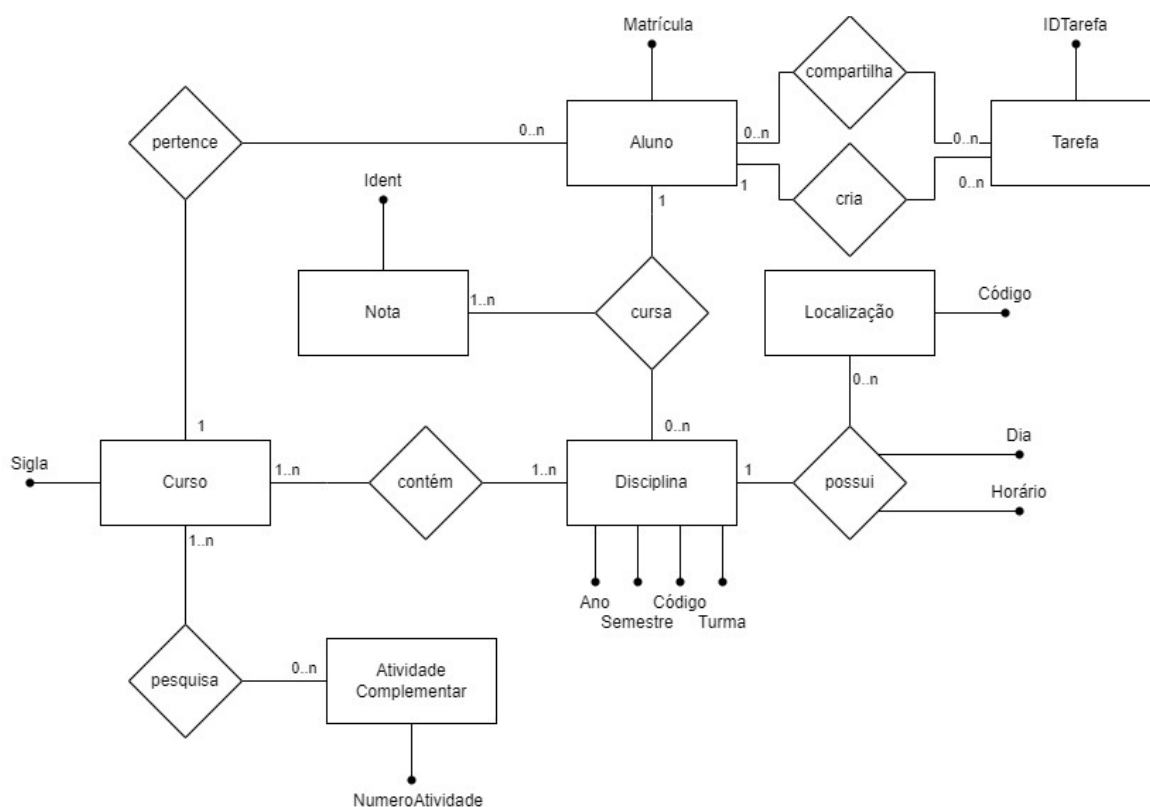 Matrícula
IDTarefa
compartilha
pertence
0..n
Aluno
0..n
0..n
Tarefa
Ident
1
1
cria
0..n
Nota
1..n
cursa
Localização
Código
0..n
1
0..n
Dia
Sigla
Curso
1..n
contém
1..n
Disciplina
1
possui
Horário
1..n
Ano
Semestre
Código
Turma
pesquisa
0..n
Atividade
Complementar
NumeroAtividade